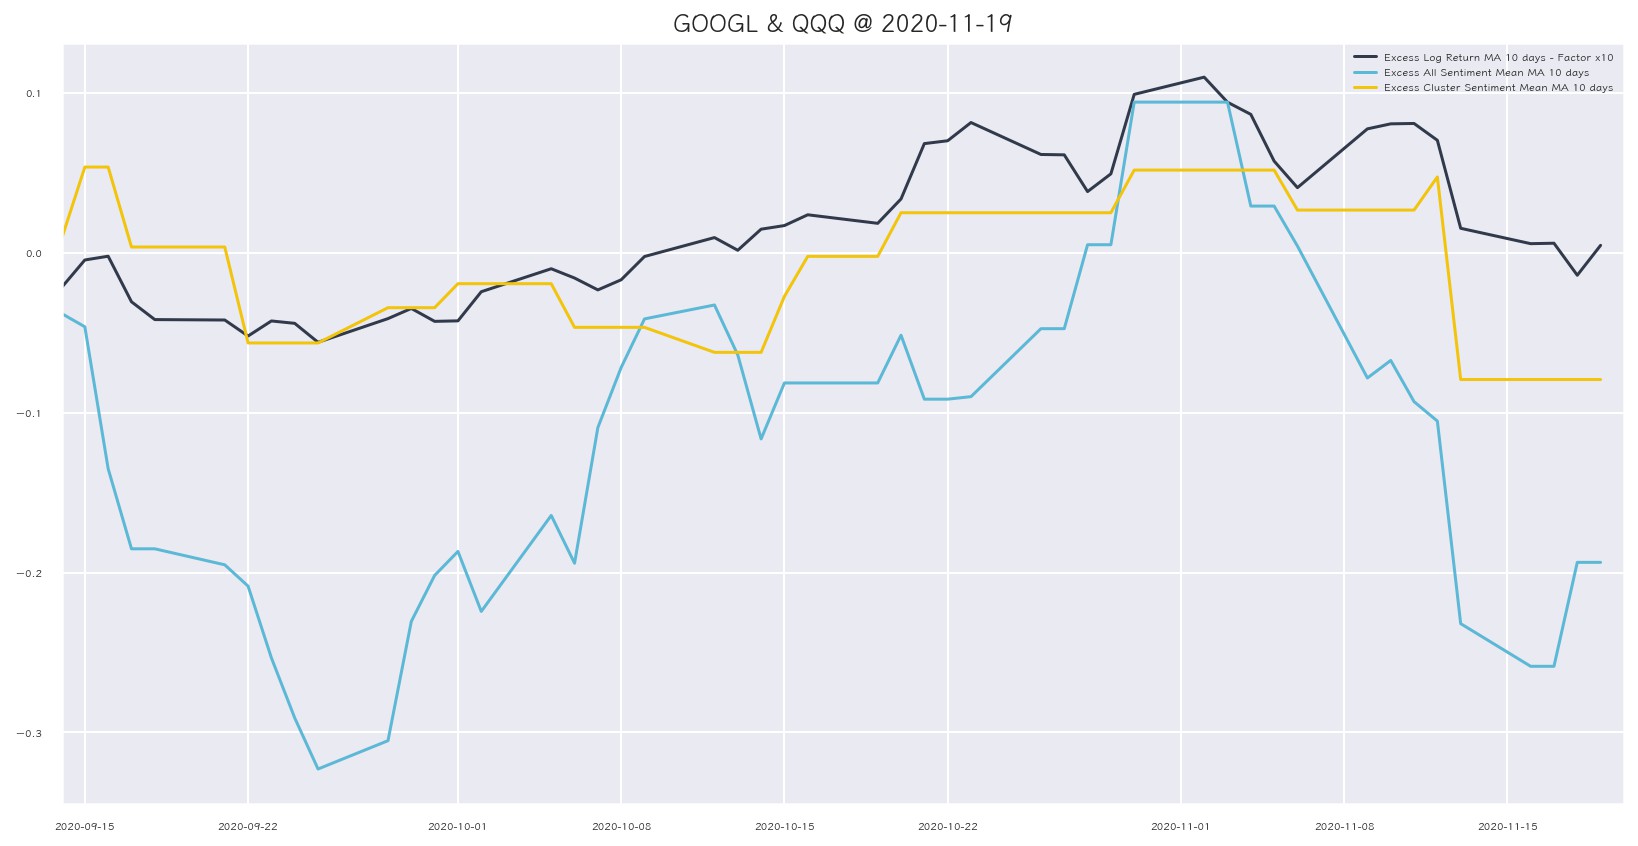 GOOGL & QQQ @ 2020-11-19
Excess Log Return MA 10 days - Factor x10
Excess All Sentiment Mean MA 10 days
Excess Cluster Sentiment Mean MA 10 days
0.1
0.0
−0.1
−0.2
−0.3
2020-09-15 2020-09-22 2020-10-01 2020-10-08 2020-10-15 2020-10-22 2020-11-01 2020-11-08 2020-11-15